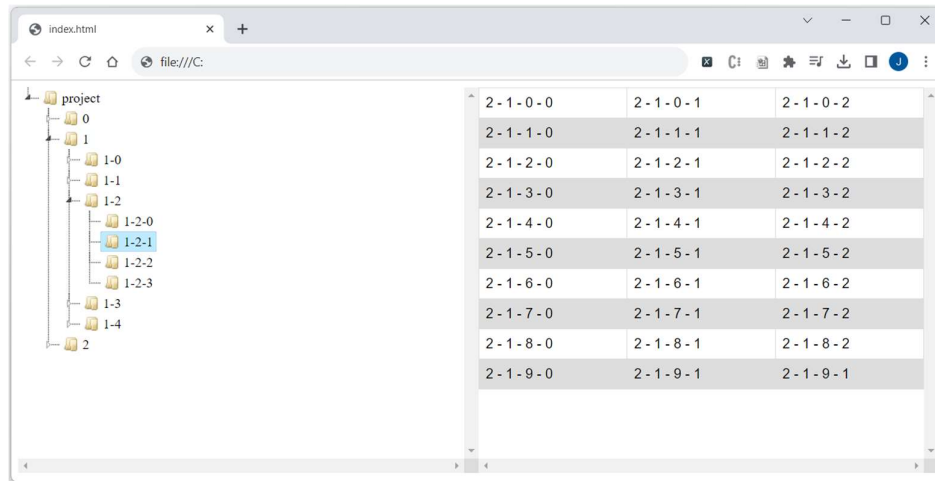 index.html
file:///C:
J
project
0
1
1-0
1-1
1-2
1-2-0
1-2-1
1-2-2
1-2-3
1-3
1-4
2
2 - 1 - 0 - 0 2 - 1 - 0 - 1 2 - 1 - 0 - 2
2 - 1 - 1 - 0 2 - 1 - 1 - 1 2 - 1 - 1 - 2
2 - 1 - 2 - 0 2 - 1 - 2 - 1 2 - 1 - 2 - 2
2 - 1 - 3 - 0 2 - 1 - 3 - 1 2 - 1 - 3 - 2
2 - 1 - 4 - 0 2 - 1 - 4 - 1 2 - 1 - 4 - 2
2 - 1 - 5 - 0 2 - 1 - 5 - 1 2 - 1 - 5 - 2
2 - 1 - 6 - 0 2 - 1 - 6 - 1 2 - 1 - 6 - 2
2 - 1 - 7 - 0 2 - 1 - 7 - 1 2 - 1 - 7 - 2
2 - 1 - 8 - 0 2 - 1 - 8 - 1 2 - 1 - 8 - 2
2 - 1 - 9 - 0 2 - 1 - 9 - 1 2 - 1 - 9 - 1